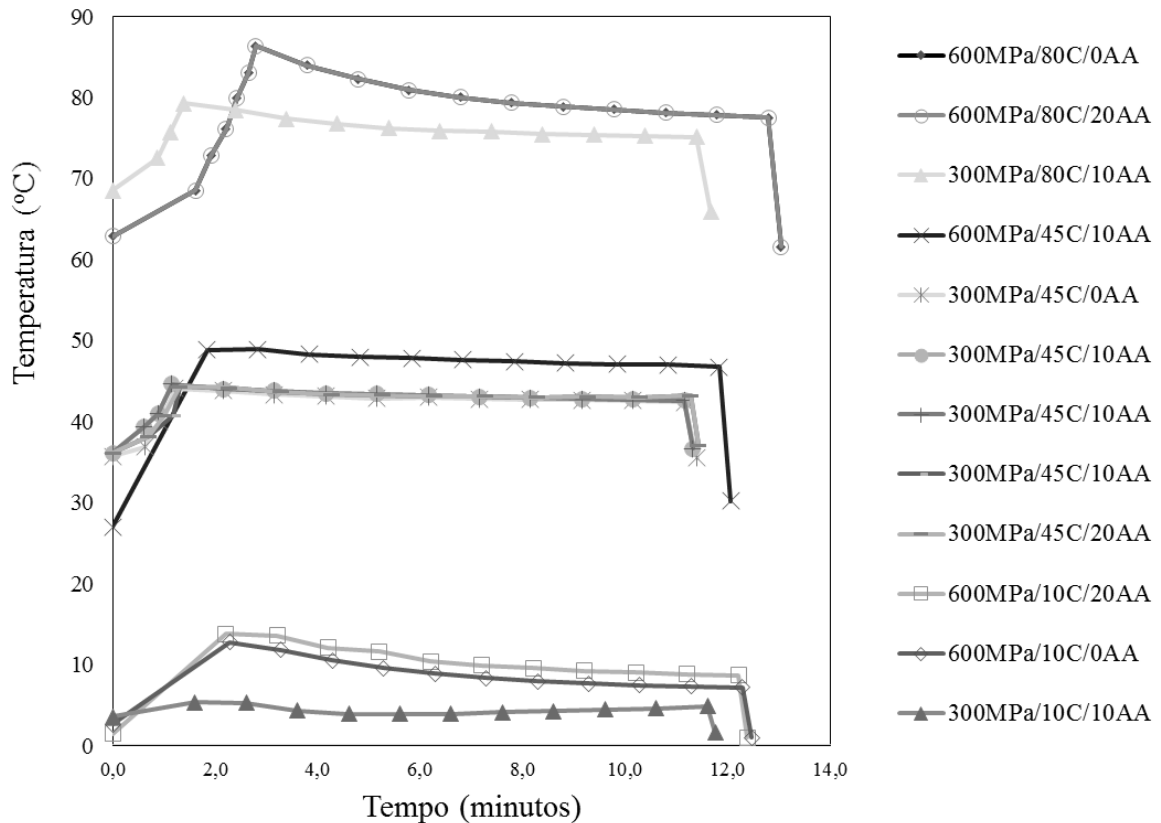 90
80
70
60
50
40
30
20
10
0
Temperatura (ºC)
0,0 2,0 4,0 6,0 8,0 10,0 12,0 14,0
Tempo (minutos)
600MPa/80C/0AA
600MPa/80C/20AA
300MPa/80C/10AA
600MPa/45C/10AA
300MPa/45C/0AA
300MPa/45C/10AA
300MPa/45C/10AA
300MPa/45C/10AA
300MPa/45C/20AA
600MPa/10C/20AA
600MPa/10C/0AA
300MPa/10C/10AA